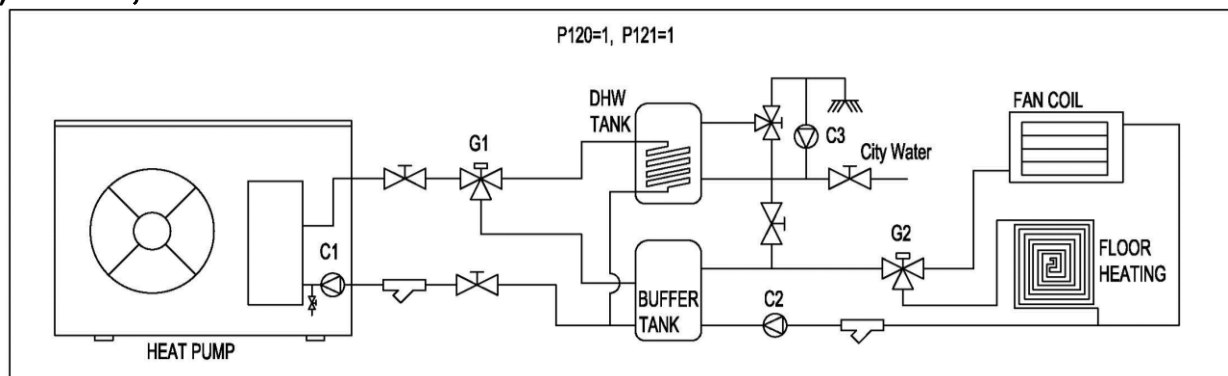 P120=1, P121=1
DHW
TANK
C3
City Water
FAN COIL
G1
G2
FLOOR
HEATING
C1
BUFFER
TANK
C2
HEAT PUMP